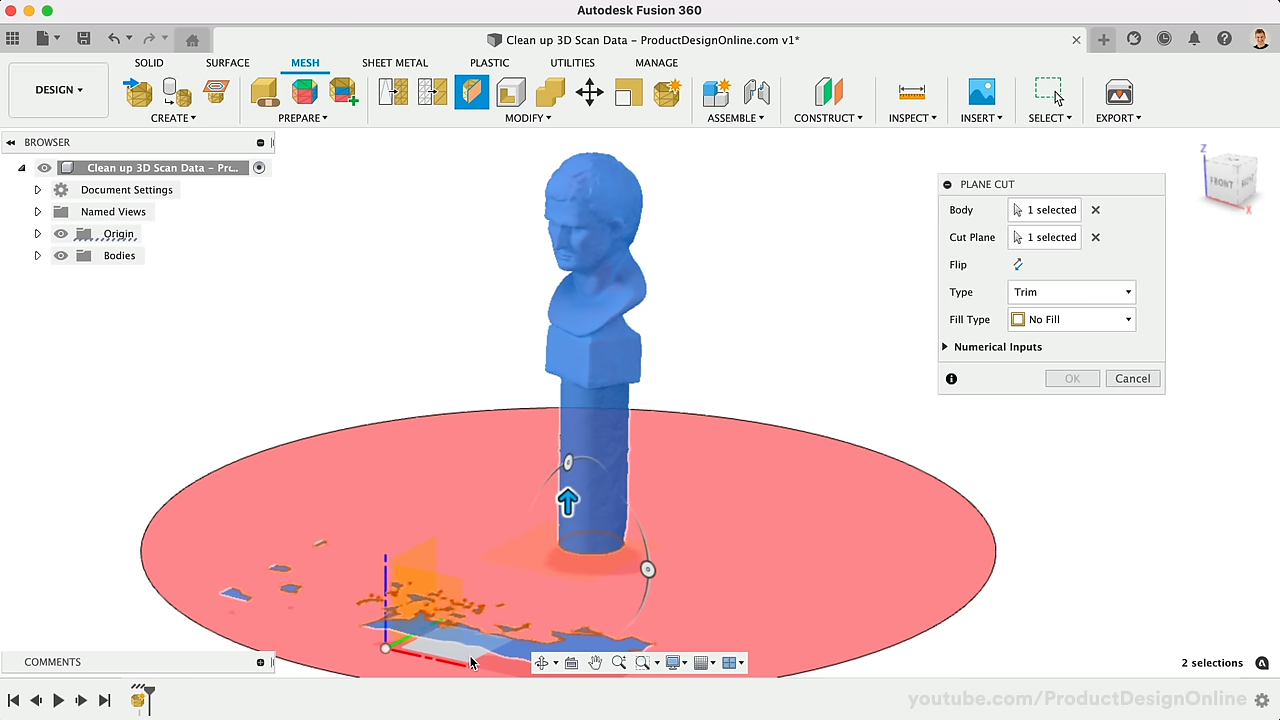 Autodesk Fusion 360
Clean up 3D Scan Data – ProductDesignOnline.com v1*
SOLID SURFACE MESH SHEET METAL PLASTIC UTILITIES MANAGE
DESIGN
CREATE PREPARE MODIFY ASSEMBLE CONSTRUCT INSPECT INSERT SELECT EXPORT
BROWSER
Clean up 3D Scan Data – Pr...
Document Settings
Named Views
Origin
Bodies
PLANE CUT
Body 1 selected
Cut Plane 1 selected
Flip
Type Trim
Fill Type No Fill
Numerical Inputs
OK Cancel
Z
FRONT
X
COMMENTS
2 selections
youtube.com/ProductDesignOnline